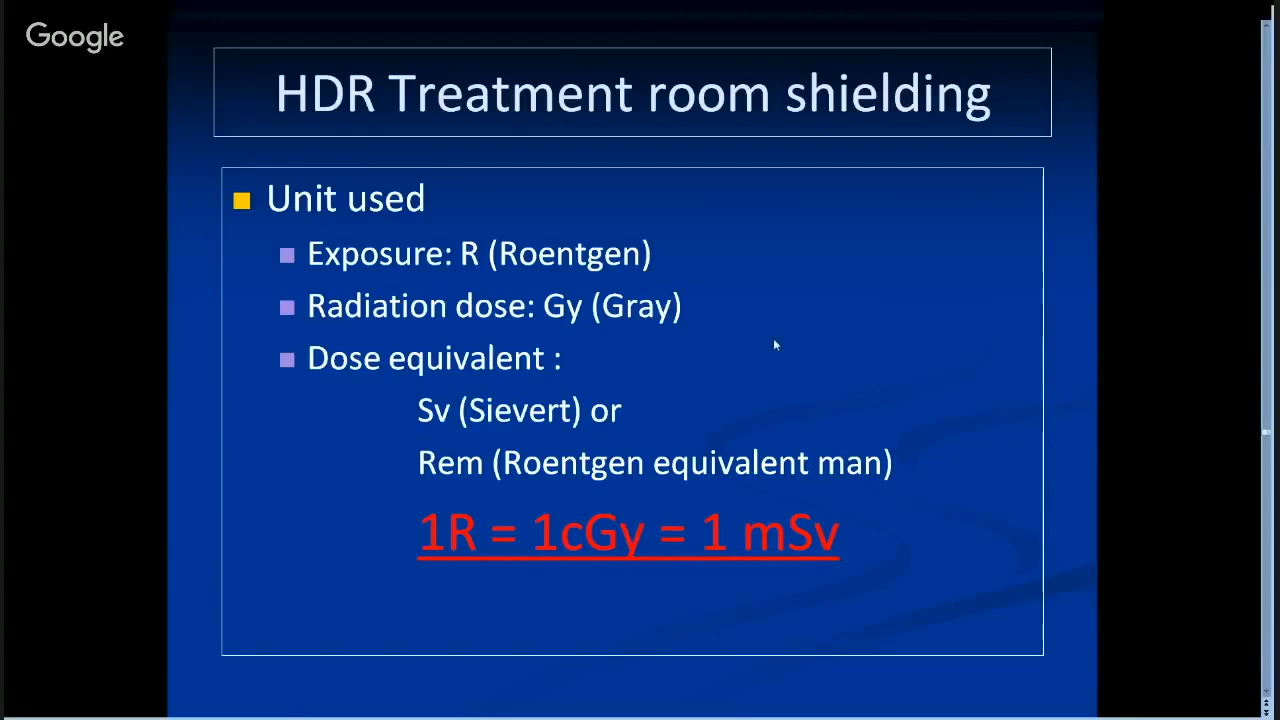 Google
HDR Treatment room shielding
Unit used
Exposure: R (Roentgen)
Radiation dose: Gy (Gray)
Dose equivalent :
Sv (Sievert) or
Rem (Roentgen equivalent man)
1R = 1cGy = 1 mSv